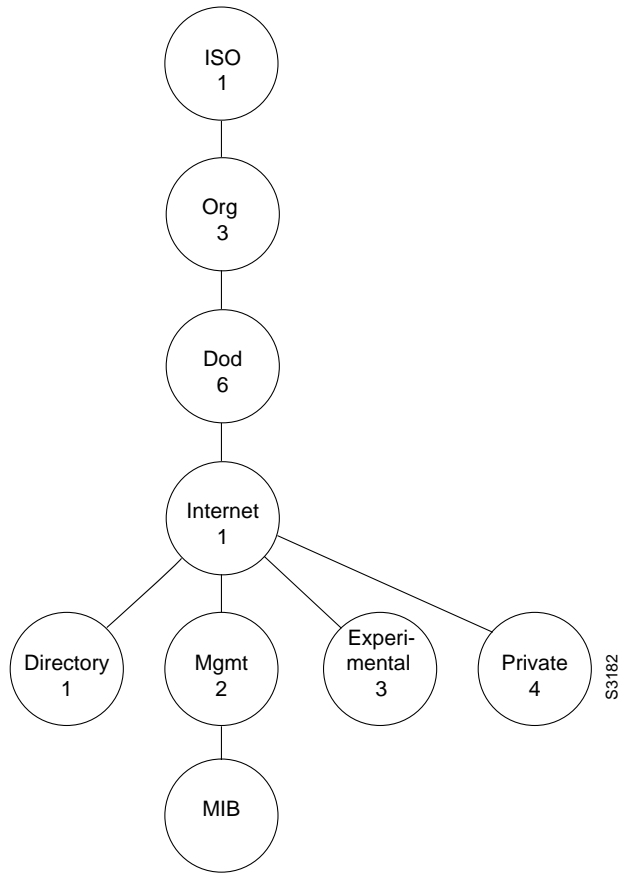 ISO
1
Org
3
Dod
6
Internet
1
Directory
1
Mgmt
2
Experi-
mental
3
Private
4
S3182
MIB